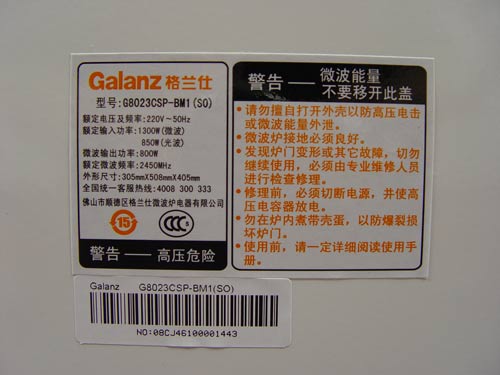 Galanz 格兰仕
型号:G8023CSP-BM1(S0)
额定电压及频率:220V～50Hz
额定输入功率:1300W(微波)
850W(光波)
微波输出功率:800W
额定微波频率:2450MHz
外形尺寸:305mmX508mmX405mm
全国统一客服热线:4008 300 333
佛山市顺德区格兰仕微波炉电器有限公司
15
CCC S
警告 — 高压危险
警告 — 微波能量
不要移开此盖
•请勿擅自打开外壳以防高压电击
或微波能量外泄。
•微波炉接地必须良好。
•发现炉门变形或其它故障，切勿
继续使用，必须由专业维修人员
进行检查修理。
•修理前，必须切断电源，并使高
压电容器放电。
•勿在炉内煮带壳蛋，以防爆裂损
坏炉门。
•使用前，请一定详细阅读使用手
册。
Galanz G8023CSP-BM1(SO)
NO:08CJ46100001443